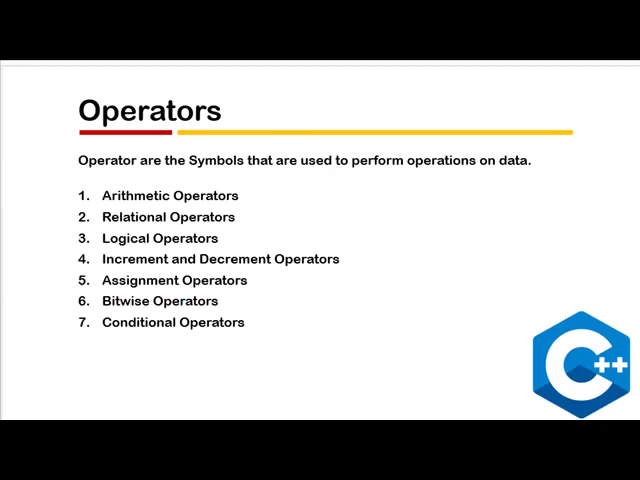 Operators
Operator are the Symbols that are used to perform operations on data.
1. Arithmetic Operators
2. Relational Operators
3. Logical Operators
4. Increment and Decrement Operators
5. Assignment Operators
6. Bitwise Operators
7. Conditional Operators
C++